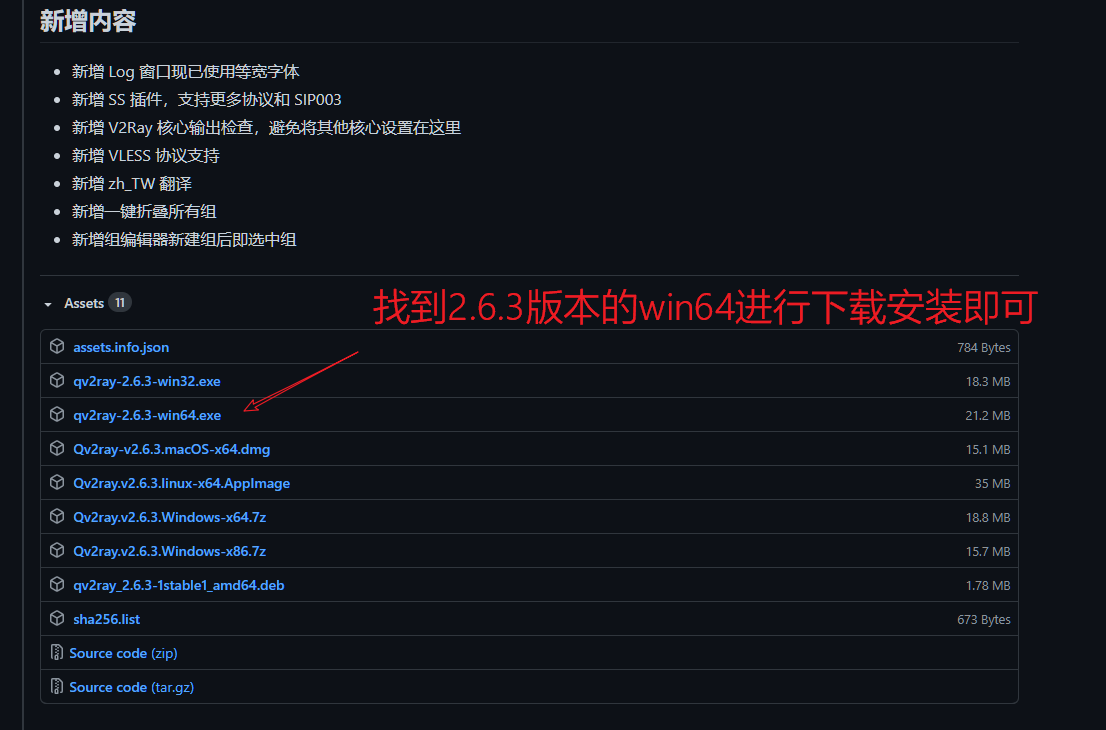 新增内容
新增 Log 窗口现已使用等宽字体
新增 SS 插件，支持更多协议和 SIP003
新增 V2Ray 核心输出检查，避免将其他核心设置在这里
新增 VLESS 协议支持
新增 zh_TW 翻译
新增一键折叠所有组
新增组编辑器新建组后即选中组
Assets 11
找到2.6.3版本的win64进行下载安装即可
assets.info.json 784 Bytes
qv2ray-2.6.3-win32.exe 18.3 MB
qv2ray-2.6.3-win64.exe 21.2 MB
Qv2ray-v2.6.3.macOS-x64.dmg 15.1 MB
Qv2ray.v2.6.3.linux-x64.AppImage 35 MB
Qv2ray.v2.6.3.Windows-x64.7z 18.8 MB
Qv2ray.v2.6.3.Windows-x86.7z 15.7 MB
qv2ray_2.6.3-1stable1_amd64.deb 1.78 MB
sha256.list 673 Bytes
Source code (zip)
Source code (tar.gz)